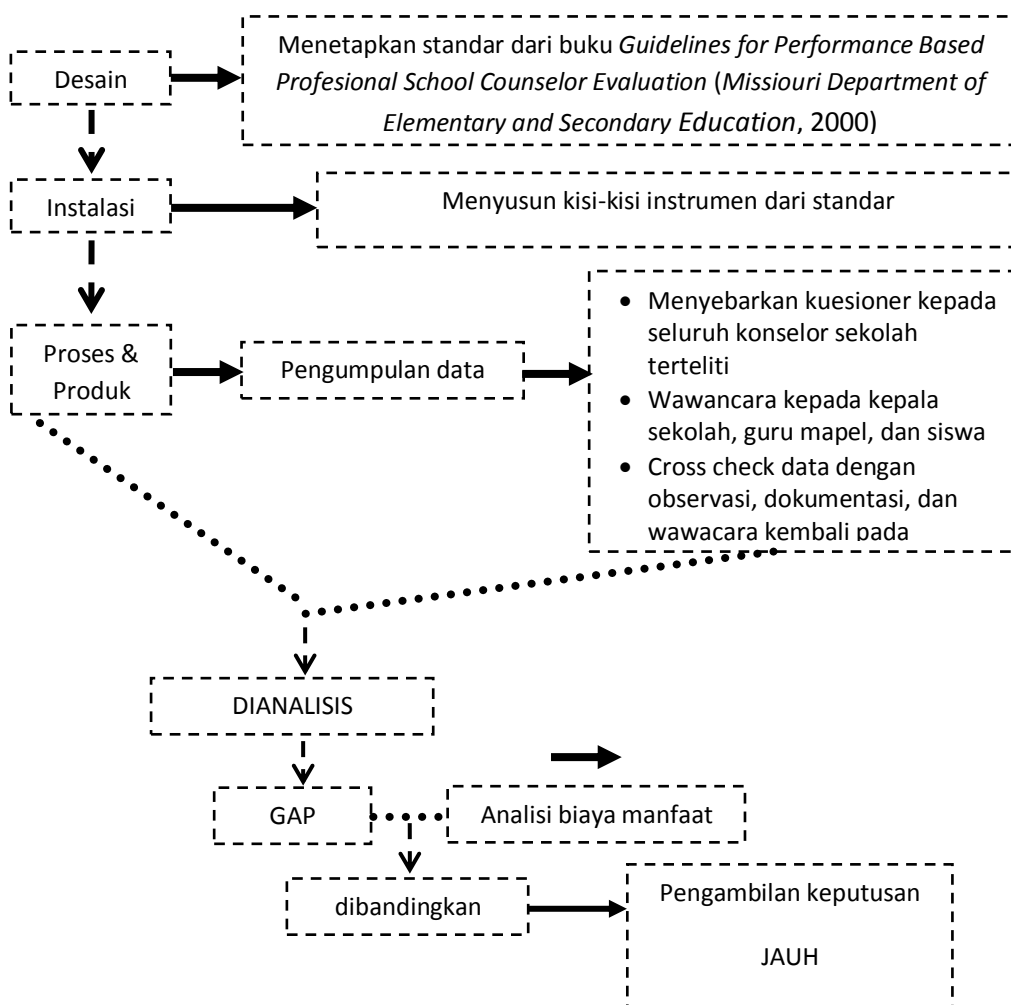 Desain
Menetapkan standar dari buku Guidelines for Performance Based
Profesional School Counselor Evaluation (Missiouri Department of
Elementary and Secondary Education, 2000)
Instalasi
Menyusun kisi-kisi instrumen dari standar
Proses &
Produk
Pengumpulan data
• Menyebarkan kuesioner kepada
seluruh konselor sekolah
terteliti
• Wawancara kepada kepala
sekolah, guru mapel, dan siswa
• Cross check data dengan
observasi, dokumentasi, dan
wawacara kembali pada
DIANALISIS
GAP
Analisi biaya manfaat
dibandingkan
Pengambilan keputusan
JAUH